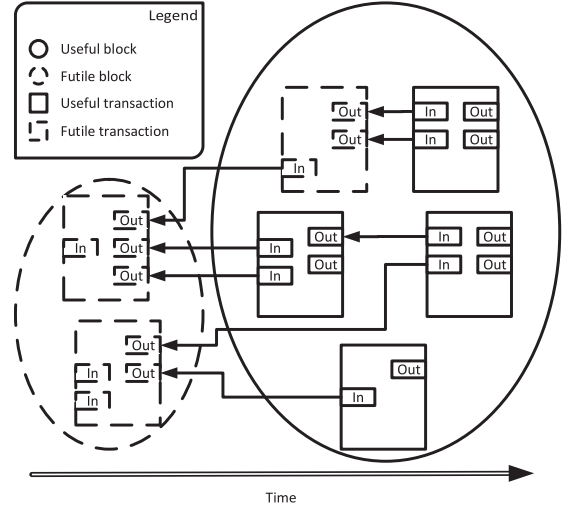 Legend
Useful block
Futile block
Useful transaction
Futile transaction
Out In Out
Out In Out
In
Out
In Out
Out
Out In Out
In Out
In Out In Out
Out
In Out
In
Out
In
Time